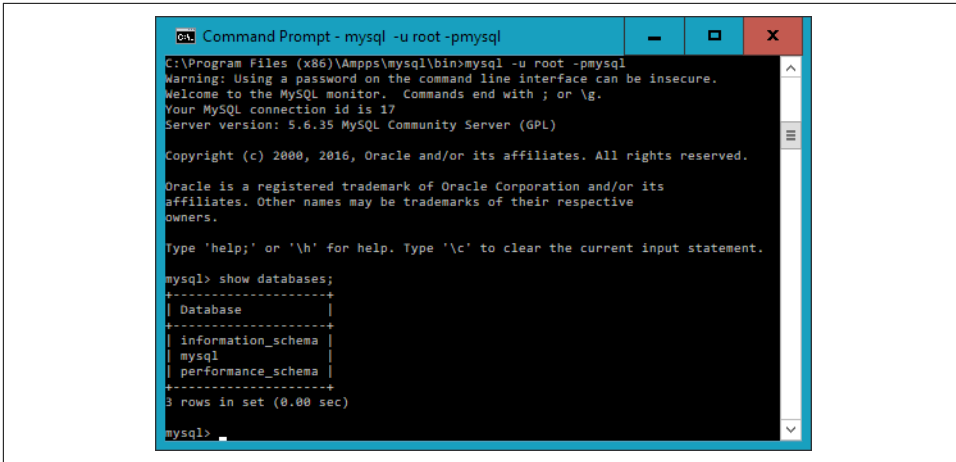 Command Prompt - mysql -u root -pmysql
C:\Program Files (x86)\Ampps\mysql\bin>mysql -u root -pmysql
Warning: Using a password on the command line interface can be insecure.
Welcome to the MySQL monitor.  Commands end with ; or \g.
Your MySQL connection id is 17
Server version: 5.6.35 MySQL Community Server (GPL)
Copyright (c) 2000, 2016, Oracle and/or its affiliates. All rights reserved.
Oracle is a registered trademark of Oracle Corporation and/or its
affiliates. Other names may be trademarks of their respective
owners.
Type 'help;' or '\h' for help. Type '\c' to clear the current input statement.
mysql> show databases;
+--------------------+
| Database           |
+--------------------+
| information_schema |
| mysql              |
| performance_schema |
+--------------------+
3 rows in set (0.00 sec)
mysql>